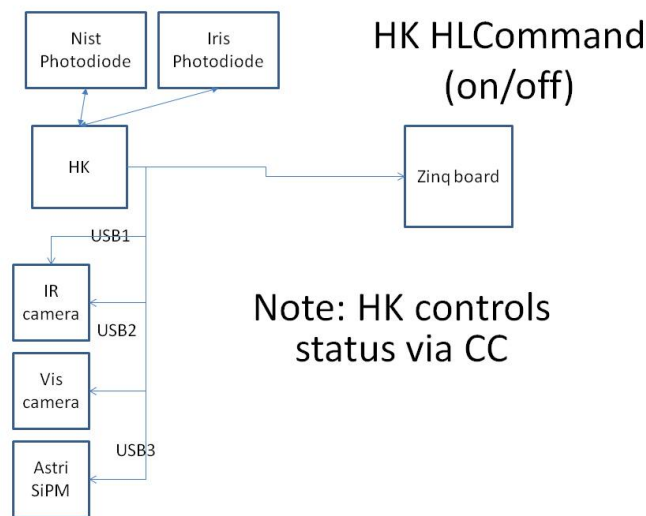 Nist
Photodiode
Iris
Photodiode
HK HLCommand
(on/off)
HK
Zinq board
USB1
IR
camera
USB2
Note: HK controls
status via CC
Vis
camera
USB3
Astri
SiPM